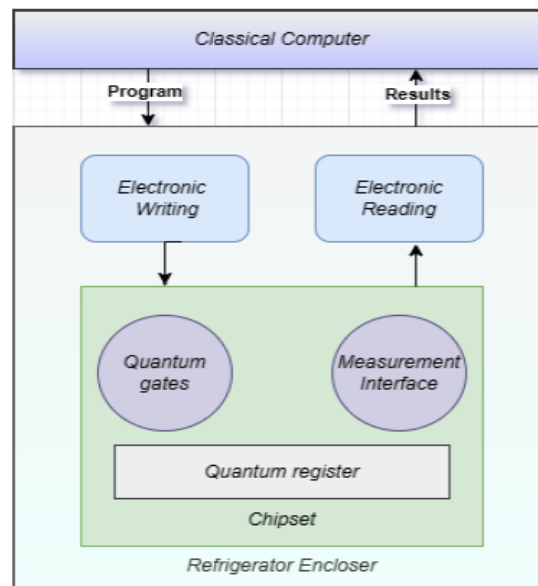 Classical Computer
Program
Results
Electronic
Writing
Electronic
Reading
Quantum
gates
Measurement
Interface
Quantum register
Chipset
Refrigerator Encloser